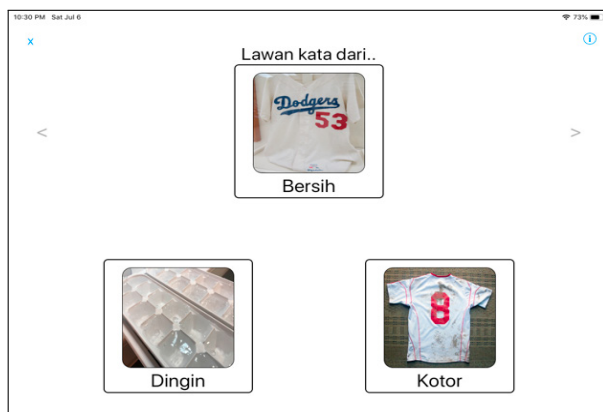 10:30 PM Sat Jul 6
73%
x
Lawan kata dari..
<
>
Dodgers
53
Bersih
8
Dingin
Kotor